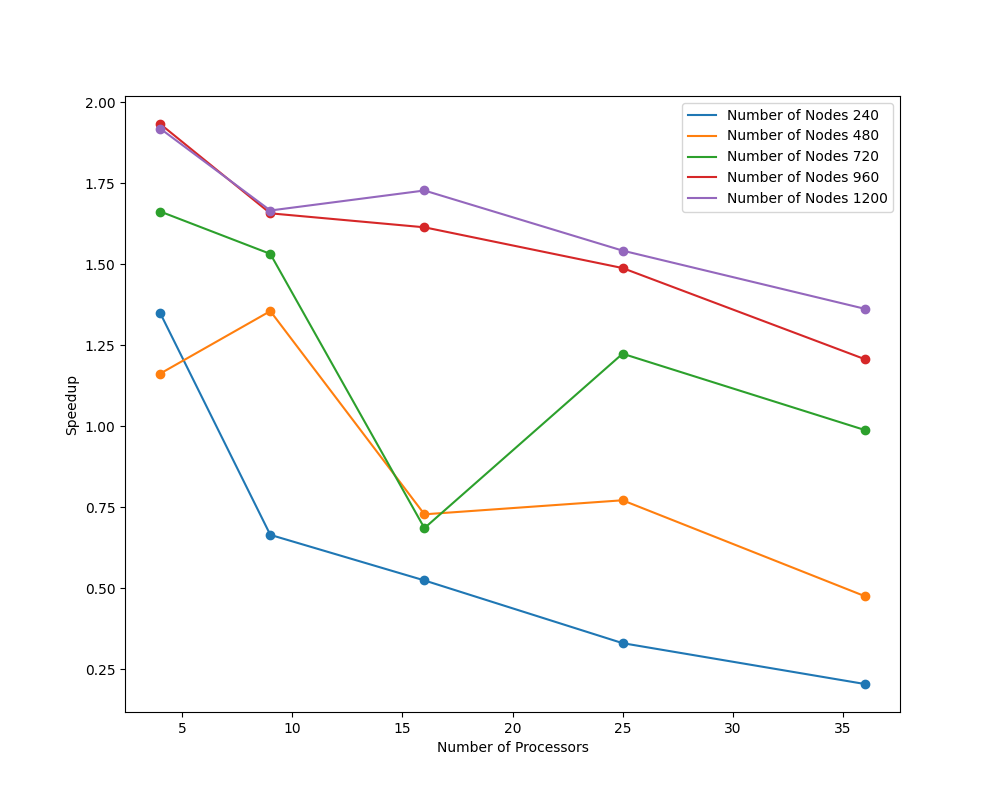 2.00
1.75
1.50
1.25
1.00
0.75
0.50
0.25
Speedup
5 10 15 20 25 30 35
Number of Processors
Number of Nodes 240
Number of Nodes 480
Number of Nodes 720
Number of Nodes 960
Number of Nodes 1200